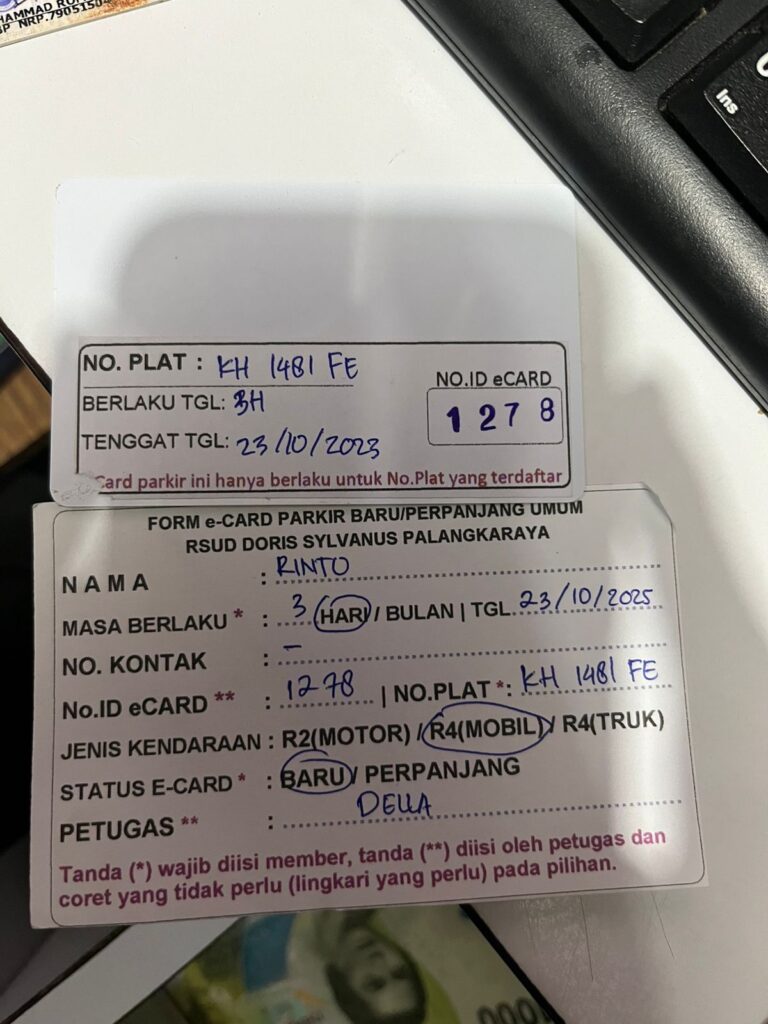 NRP.7905150
Ins
NO. PLAT : KH 1481 FE
BERLAKU TGL: 3H
TENGGAT TGL: 23/10/2023
NO.ID eCARD
1278
Card parkir ini hanya berlaku untuk No.Plat yang terdaftar
FORM e-CARD PARKIR BARU/PERPANJANG UMUM
RSUD DORIS SYLVANUS PALANGKARAYA
NAMA : RINTO
MASA BERLAKU * : 3 (HARI) / BULAN | TGL. 23/10/2025
NO. KONTAK : -
No.ID eCARD ** : 1278 | NO.PLAT *: KH 1481 FE
JENIS KENDARAAN : R2(MOTOR) / R4(MOBIL) / R4(TRUK)
STATUS E-CARD * : BARU / PERPANJANG
PETUGAS ** : DELLA
Tanda (*) wajib diisi member, tanda (**) diisi oleh petugas dan
coret yang tidak perlu (lingkari yang perlu) pada pilihan.